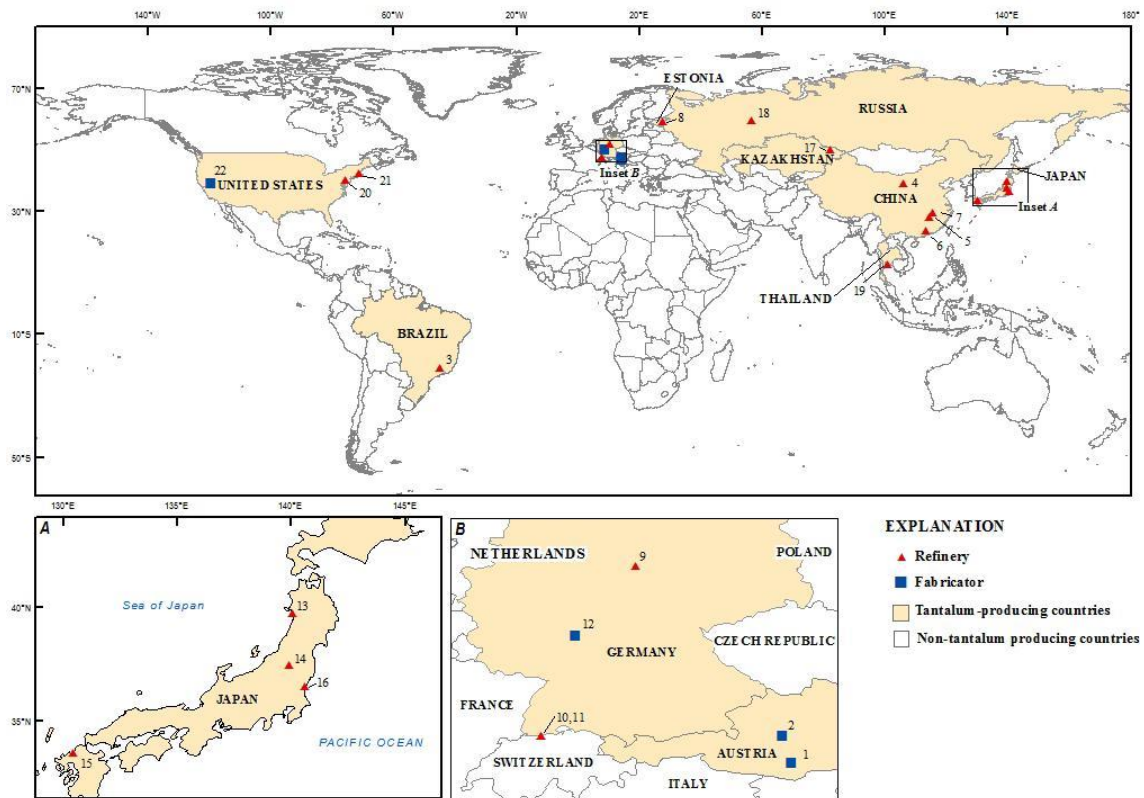 140°W 100°W 60°W 20°W 20°E 60°E 100°E 140°E 180°
70°N
30°N
10°S
50°S
ESTONIA
8
18
RUSSIA
17
KAZAKHSTAN
Inset B
22
UNITED STATES
21
20
4
CHINA
JAPAN
Inset A
7
5
6
THAILAND
19
BRAZIL
3
130°E 135°E 140°E 145°E
A
40°N
35°N
Sea of Japan
13
14
16
JAPAN
15
PACIFIC OCEAN
B
NETHERLANDS
9
POLAND
12
GERMANY
CZECH REPUBLIC
FRANCE
10,11
2
AUSTRIA
1
SWITZERLAND
ITALY
EXPLANATION
Refinery
Fabricator
Tantalum-producing countries
Non-tantalum producing countries